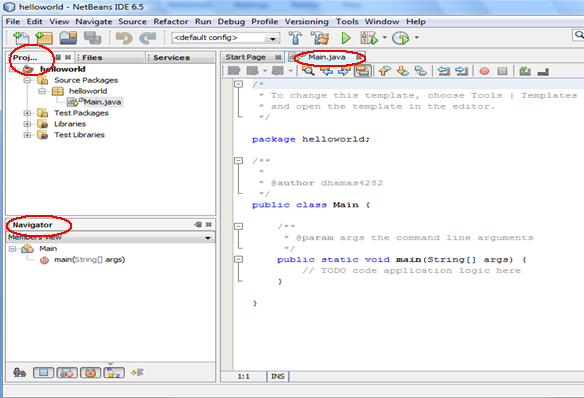 helloworld - NetBeans IDE 6.5
File Edit View Navigate Source Refactor Run Debug Profile Versioning Tools Window Help
<default config>
Proj... Files Services
helloworld
Source Packages
helloworld
Main.java
Test Packages
Libraries
Test Libraries
Navigator
Members View
Main
main(String[] args)
Start Page Main.java
/*
* To change this template, choose Tools | Templates
* and open the template in the editor.
*/
package helloworld;
/**
*
* @author dhamas4282
*/
public class Main {
/**
* @param args the command line arguments
*/
public static void main(String[] args) {
// TODO code application logic here
}
}
1:1 INS